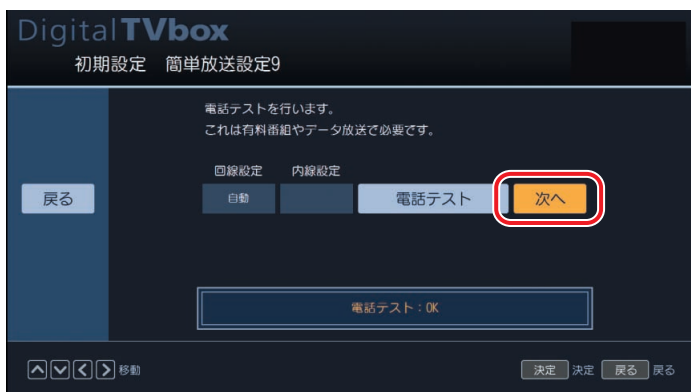 DigitalTVbox
初期設定 簡単放送設定9
電話テストを行います。
これは有料番組やデータ放送で必要です。
回線設定 内線設定
戻る 自動 電話テスト 次へ
電話テスト：OK
移動 決定 決定 戻る 戻る